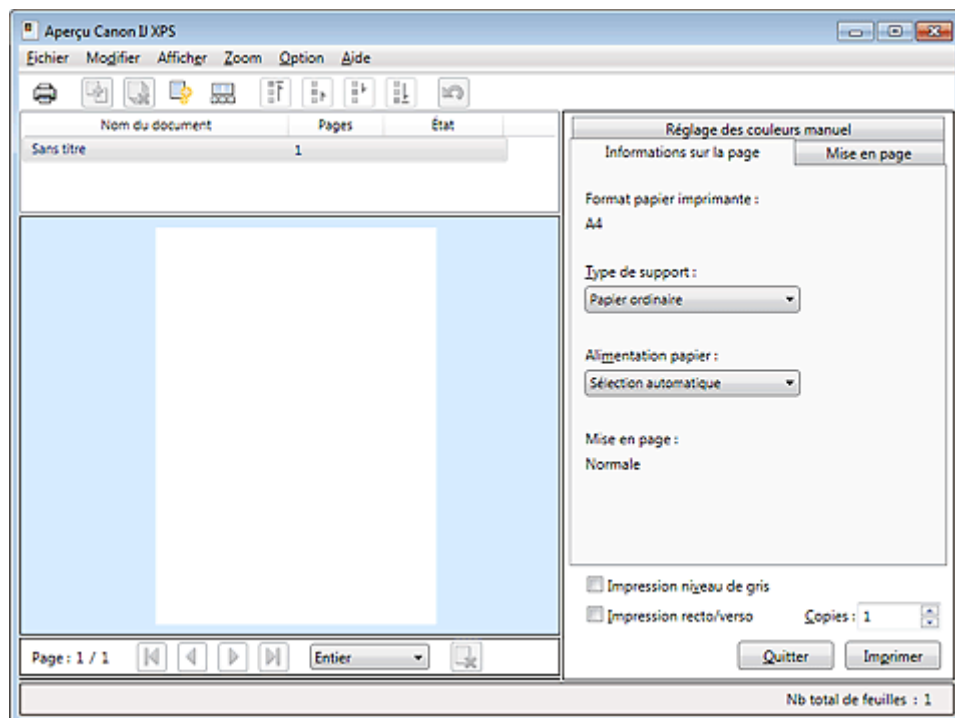 Aperçu Canon IJ XPS
Fichier Modifier Afficher Zoom Option Aide
Nom du document Pages État
Sans titre 1
Réglage des couleurs manuel
Informations sur la page Mise en page
Format papier imprimante :
A4
Type de support :
Papier ordinaire
Alimentation papier :
Sélection automatique
Mise en page :
Normale
Impression niveau de gris
Impression recto/verso Copies : 1
Page : 1 / 1 Entier
Quitter Imprimer
Nb total de feuilles : 1